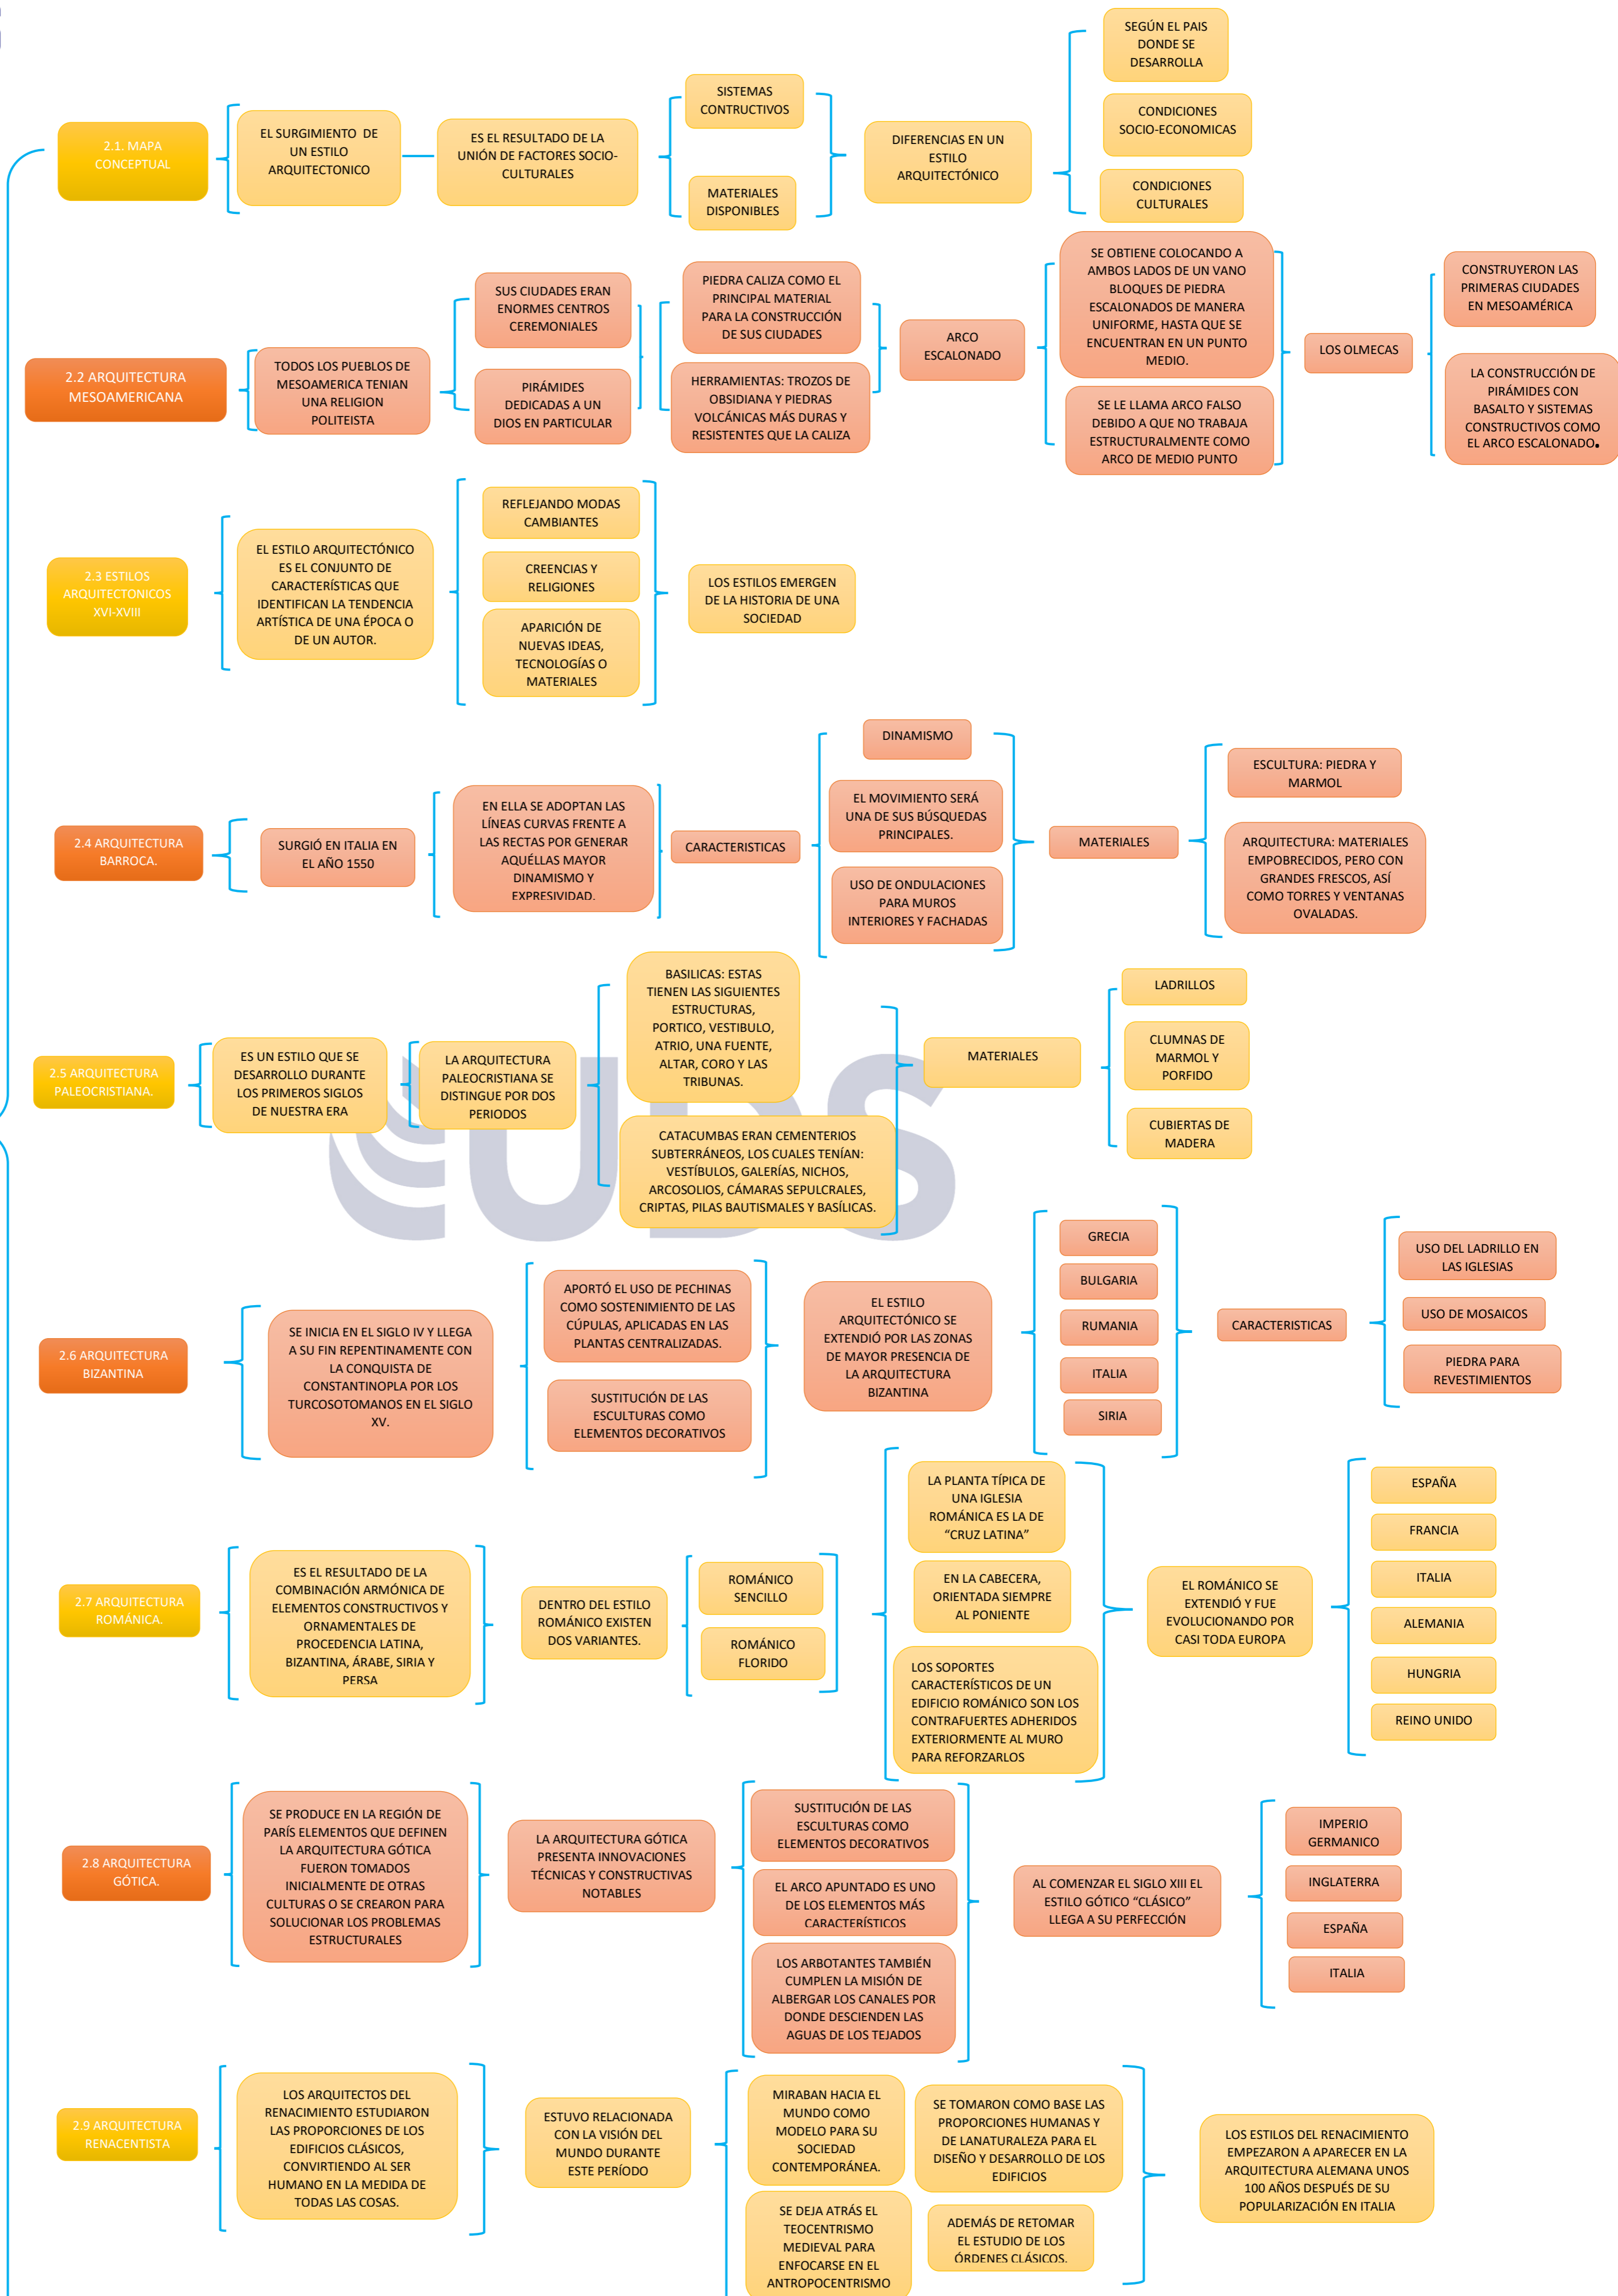 2.1. MAPA
CONCEPTUAL
EL SURGIMIENTO DE
UN ESTILO
ARQUITECTONICO
ES EL RESULTADO DE LA
UNIÓN DE FACTORES SOCIO-
CULTURALES
SISTEMAS
CONTRUCTIVOS
MATERIALES
DISPONIBLES
DIFERENCIAS EN UN
ESTILO
ARQUITECTÓNICO
SEGÚN EL PAIS
DONDE SE
DESARROLLA
CONDICIONES
SOCIO-ECONOMICAS
CONDICIONES
CULTURALES
2.2 ARQUITECTURA
MESOAMERICANA
TODOS LOS PUEBLOS DE
MESOAMERICA TENIAN
UNA RELIGION
POLITEISTA
SUS CIUDADES ERAN
ENORMES CENTROS
CEREMONIALES
PIRÁMIDES
DEDICADAS A UN
DIOS EN PARTICULAR
PIEDRA CALIZA COMO EL
PRINCIPAL MATERIAL
PARA LA CONSTRUCCIÓN
DE SUS CIUDADES
HERRAMIENTAS: TROZOS DE
OBSIDIANA Y PIEDRAS
VOLCÁNICAS MÁS DURAS Y
RESISTENTES QUE LA CALIZA
ARCO
ESCALONADO
SE OBTIENE COLOCANDO A
AMBOS LADOS DE UN VANO
BLOQUES DE PIEDRA
ESCALONADOS DE MANERA
UNIFORME, HASTA QUE SE
ENCUENTRAN EN UN PUNTO
MEDIO.
SE LE LLAMA ARCO FALSO
DEBIDO A QUE NO TRABAJA
ESTRUCTURALMENTE COMO
ARCO DE MEDIO PUNTO
LOS OLMECAS
CONSTRUYERON LAS
PRIMERAS CIUDADES
EN MESOAMÉRICA
LA CONSTRUCCIÓN DE
PIRÁMIDES CON
BASALTO Y SISTEMAS
CONSTRUCTIVOS COMO
EL ARCO ESCALONADO.
2.3 ESTILOS
ARQUITECTONICOS
XVI-XVIII
EL ESTILO ARQUITECTÓNICO
ES EL CONJUNTO DE
CARACTERÍSTICAS QUE
IDENTIFICAN LA TENDENCIA
ARTÍSTICA DE UNA ÉPOCA O
DE UN AUTOR.
REFLEJANDO MODAS
CAMBIANTES
CREENCIAS Y
RELIGIONES
APARICIÓN DE
NUEVAS IDEAS,
TECNOLOGÍAS O
MATERIALES
LOS ESTILOS EMERGEN
DE LA HISTORIA DE UNA
SOCIEDAD
2.4 ARQUITECTURA
BARROCA.
SURGIÓ EN ITALIA EN
EL AÑO 1550
EN ELLA SE ADOPTAN LAS
LÍNEAS CURVAS FRENTE A
LAS RECTAS POR GENERAR
AQUÉLLAS MAYOR
DINAMISMO Y
EXPRESIVIDAD.
CARACTERISTICAS
DINAMISMO
EL MOVIMIENTO SERÁ
UNA DE SUS BÚSQUEDAS
PRINCIPALES.
USO DE ONDULACIONES
PARA MUROS
INTERIORES Y FACHADAS
MATERIALES
ESCULTURA: PIEDRA Y
MARMOL
ARQUITECTURA: MATERIALES
EMPOBRECIDOS, PERO CON
GRANDES FRESCOS, ASÍ
COMO TORRES Y VENTANAS
OVALADAS.
2.5 ARQUITECTURA
PALEOCRISTIANA.
ES UN ESTILO QUE SE
DESARROLLO DURANTE
LOS PRIMEROS SIGLOS
DE NUESTRA ERA
LA ARQUITECTURA
PALEOCRISTIANA SE
DISTINGUE POR DOS
PERIODOS
BASILICAS: ESTAS
TIENEN LAS SIGUIENTES
ESTRUCTURAS,
PORTICO, VESTIBULO,
ATRIO, UNA FUENTE,
ALTAR, CORO Y LAS
TRIBUNAS.
CATACUMBAS ERAN CEMENTERIOS
SUBTERRÁNEOS, LOS CUALES TENÍAN:
VESTÍBULOS, GALERÍAS, NICHOS,
ARCOSOLIOS, CÁMARAS SEPULCRALES,
CRIPTAS, PILAS BAUTISMALES Y BASÍLICAS.
MATERIALES
LADRILLOS
CLUMNAS DE
MARMOL Y
PORFIDO
CUBIERTAS DE
MADERA
UDS
2.6 ARQUITECTURA
BIZANTINA
SE INICIA EN EL SIGLO IV Y LLEGA
A SU FIN REPENTINAMENTE CON
LA CONQUISTA DE
CONSTANTINOPLA POR LOS
TURCOSOTOMANOS EN EL SIGLO
XV.
APORTÓ EL USO DE PECHINAS
COMO SOSTENIMIENTO DE LAS
CÚPULAS, APLICADAS EN LAS
PLANTAS CENTRALIZADAS.
SUSTITUCIÓN DE LAS
ESCULTURAS COMO
ELEMENTOS DECORATIVOS
EL ESTILO
ARQUITECTÓNICO SE
EXTENDIÓ POR LAS ZONAS
DE MAYOR PRESENCIA DE
LA ARQUITECTURA
BIZANTINA
GRECIA
BULGARIA
RUMANIA
ITALIA
SIRIA
CARACTERISTICAS
USO DEL LADRILLO EN
LAS IGLESIAS
USO DE MOSAICOS
PIEDRA PARA
REVESTIMIENTOS
2.7 ARQUITECTURA
ROMÁNICA.
ES EL RESULTADO DE LA
COMBINACIÓN ARMÓNICA DE
ELEMENTOS CONSTRUCTIVOS Y
ORNAMENTALES DE
PROCEDENCIA LATINA,
BIZANTINA, ÁRABE, SIRIA Y
PERSA
DENTRO DEL ESTILO
ROMÁNICO EXISTEN
DOS VARIANTES.
ROMÁNICO
SENCILLO
ROMÁNICO
FLORIDO
LA PLANTA TÍPICA DE
UNA IGLESIA
ROMÁNICA ES LA DE
“CRUZ LATINA”
EN LA CABECERA,
ORIENTADA SIEMPRE
AL PONIENTE
LOS SOPORTES
CARACTERÍSTICOS DE UN
EDIFICIO ROMÁNICO SON LOS
CONTRAFUERTES ADHERIDOS
EXTERIORMENTE AL MURO
PARA REFORZARLOS
EL ROMÁNICO SE
EXTENDIÓ Y FUE
EVOLUCIONANDO POR
CASI TODA EUROPA
ESPAÑA
FRANCIA
ITALIA
ALEMANIA
HUNGRIA
REINO UNIDO
2.8 ARQUITECTURA
GÓTICA.
SE PRODUCE EN LA REGIÓN DE
PARÍS ELEMENTOS QUE DEFINEN
LA ARQUITECTURA GÓTICA
FUERON TOMADOS
INICIALMENTE DE OTRAS
CULTURAS O SE CREARON PARA
SOLUCIONAR LOS PROBLEMAS
ESTRUCTURALES
LA ARQUITECTURA GÓTICA
PRESENTA INNOVACIONES
TÉCNICAS Y CONSTRUCTIVAS
NOTABLES
SUSTITUCIÓN DE LAS
ESCULTURAS COMO
ELEMENTOS DECORATIVOS
EL ARCO APUNTADO ES UNO
DE LOS ELEMENTOS MÁS
CARACTERÍSTICOS
LOS ARBOTANTES TAMBIÉN
CUMPLEN LA MISIÓN DE
ALBERGAR LOS CANALES POR
DONDE DESCIENDEN LAS
AGUAS DE LOS TEJADOS
AL COMENZAR EL SIGLO XIII EL
ESTILO GÓTICO “CLÁSICO”
LLEGA A SU PERFECCIÓN
IMPERIO
GERMANICO
INGLATERRA
ESPAÑA
ITALIA
2.9 ARQUITECTURA
RENACENTISTA
LOS ARQUITECTOS DEL
RENACIMIENTO ESTUDIARON
LAS PROPORCIONES DE LOS
EDIFICIOS CLÁSICOS,
CONVIRTIENDO AL SER
HUMANO EN LA MEDIDA DE
TODAS LAS COSAS.
ESTUVO RELACIONADA
CON LA VISIÓN DEL
MUNDO DURANTE
ESTE PERÍODO
MIRABAN HACIA EL
MUNDO COMO
MODELO PARA SU
SOCIEDAD
CONTEMPORÁNEA.
SE DEJA ATRÁS EL
TEOCENTRISMO
MEDIEVAL PARA
ENFOCARSE EN EL
ANTROPOCENTRISMO
SE TOMARON COMO BASE LAS
PROPORCIONES HUMANAS Y
DE LANATURALEZA PARA EL
DISEÑO Y DESARROLLO DE LOS
EDIFICIOS
ADEMÁS DE RETOMAR
EL ESTUDIO DE LOS
ÓRDENES CLÁSICOS.
LOS ESTILOS DEL RENACIMIENTO
EMPEZARON A APARECER EN LA
ARQUITECTURA ALEMANA UNOS
100 AÑOS DESPUÉS DE SU
POPULARIZACIÓN EN ITALIA